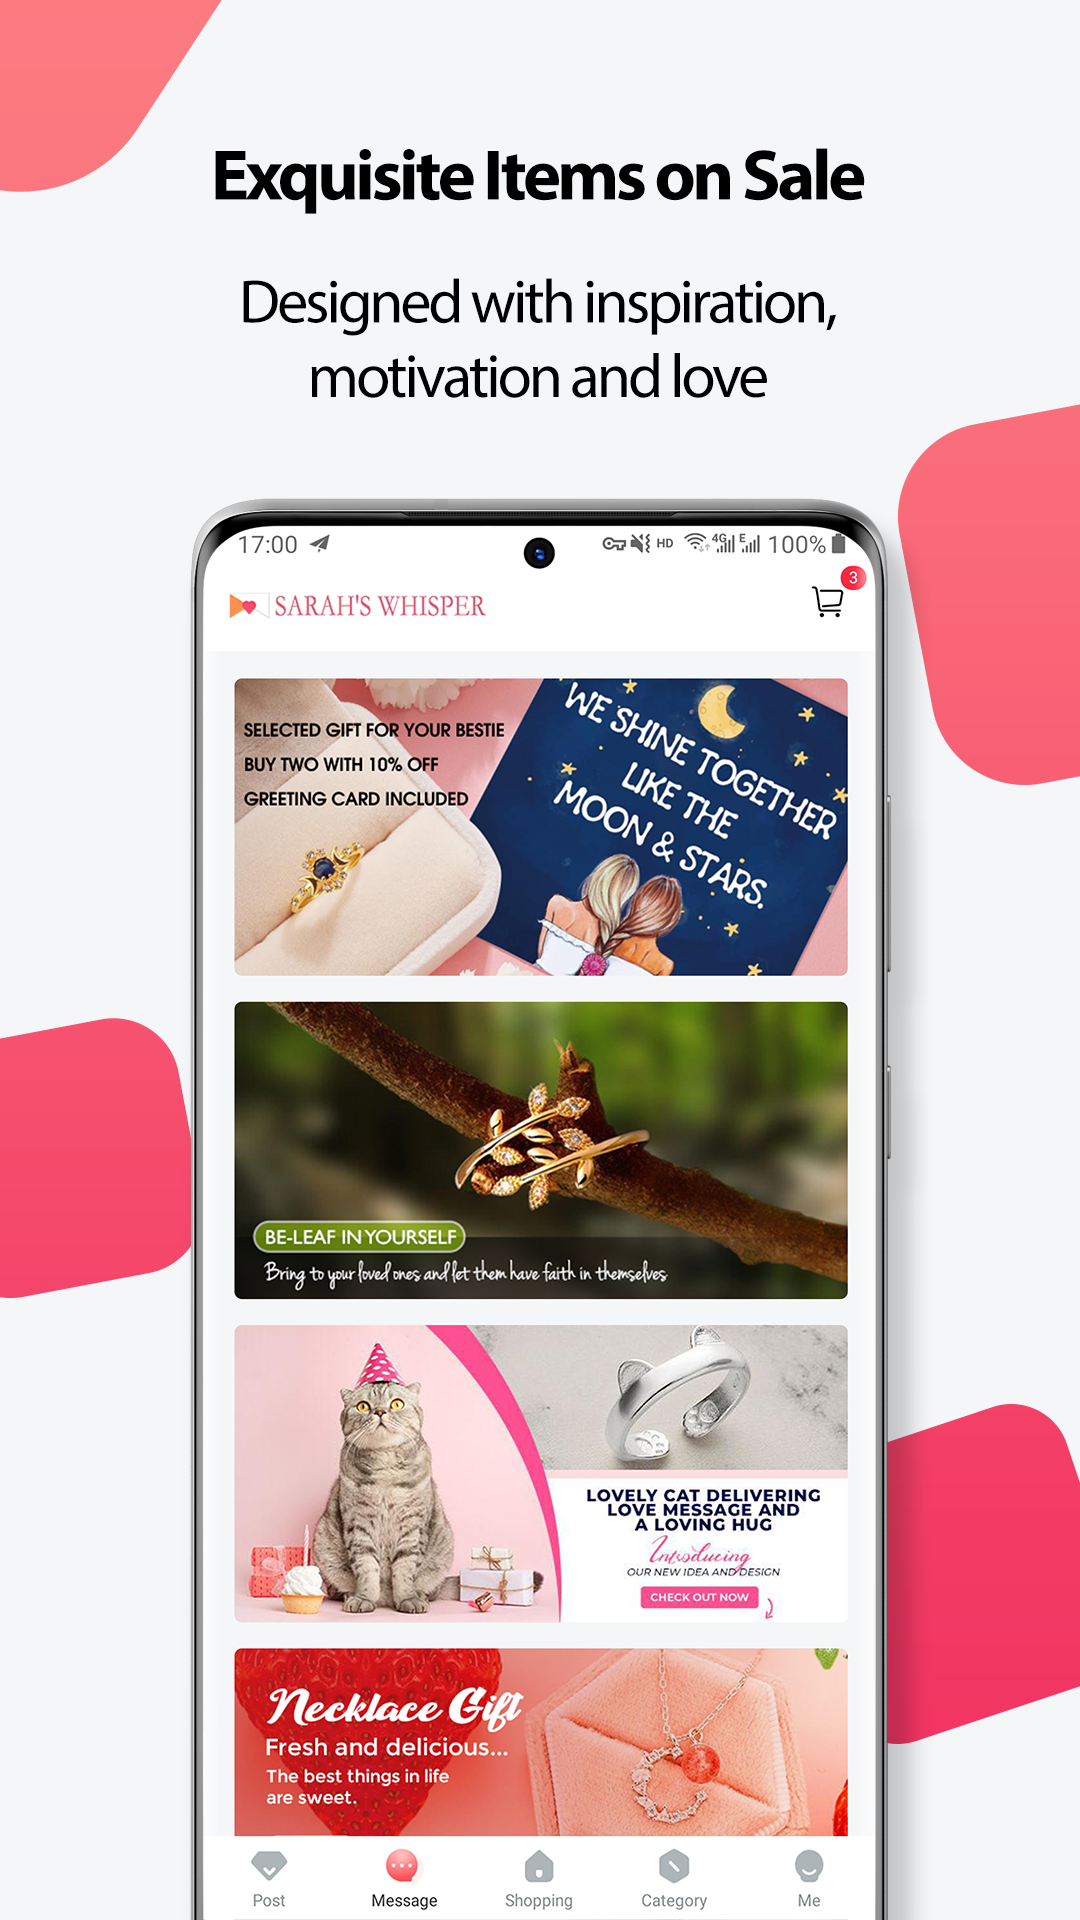 Exquisite Items on Sale
Designed with inspiration,
motivation and love
17:00
HD
4G
E
100%
SARAH'S WHISPER
3
SELECTED GIFT FOR YOUR BESTIE
BUY TWO WITH 10% OFF
GREETING CARD INCLUDED
WE SHINE TOGETHER
LIKE THE
MOON & STARS.
BE-LEAF IN YOURSELF
Bring to your loved ones and let them have faith in themselves
LOVELY CAT DELIVERING
LOVE MESSAGE AND
A LOVING HUG
Introducing
OUR NEW IDEA AND DESIGN
CHECK OUT NOW
Necklace Gift
Fresh and delicious...
The best things in life
are sweet.
Post
Message
Shopping
Category
Me